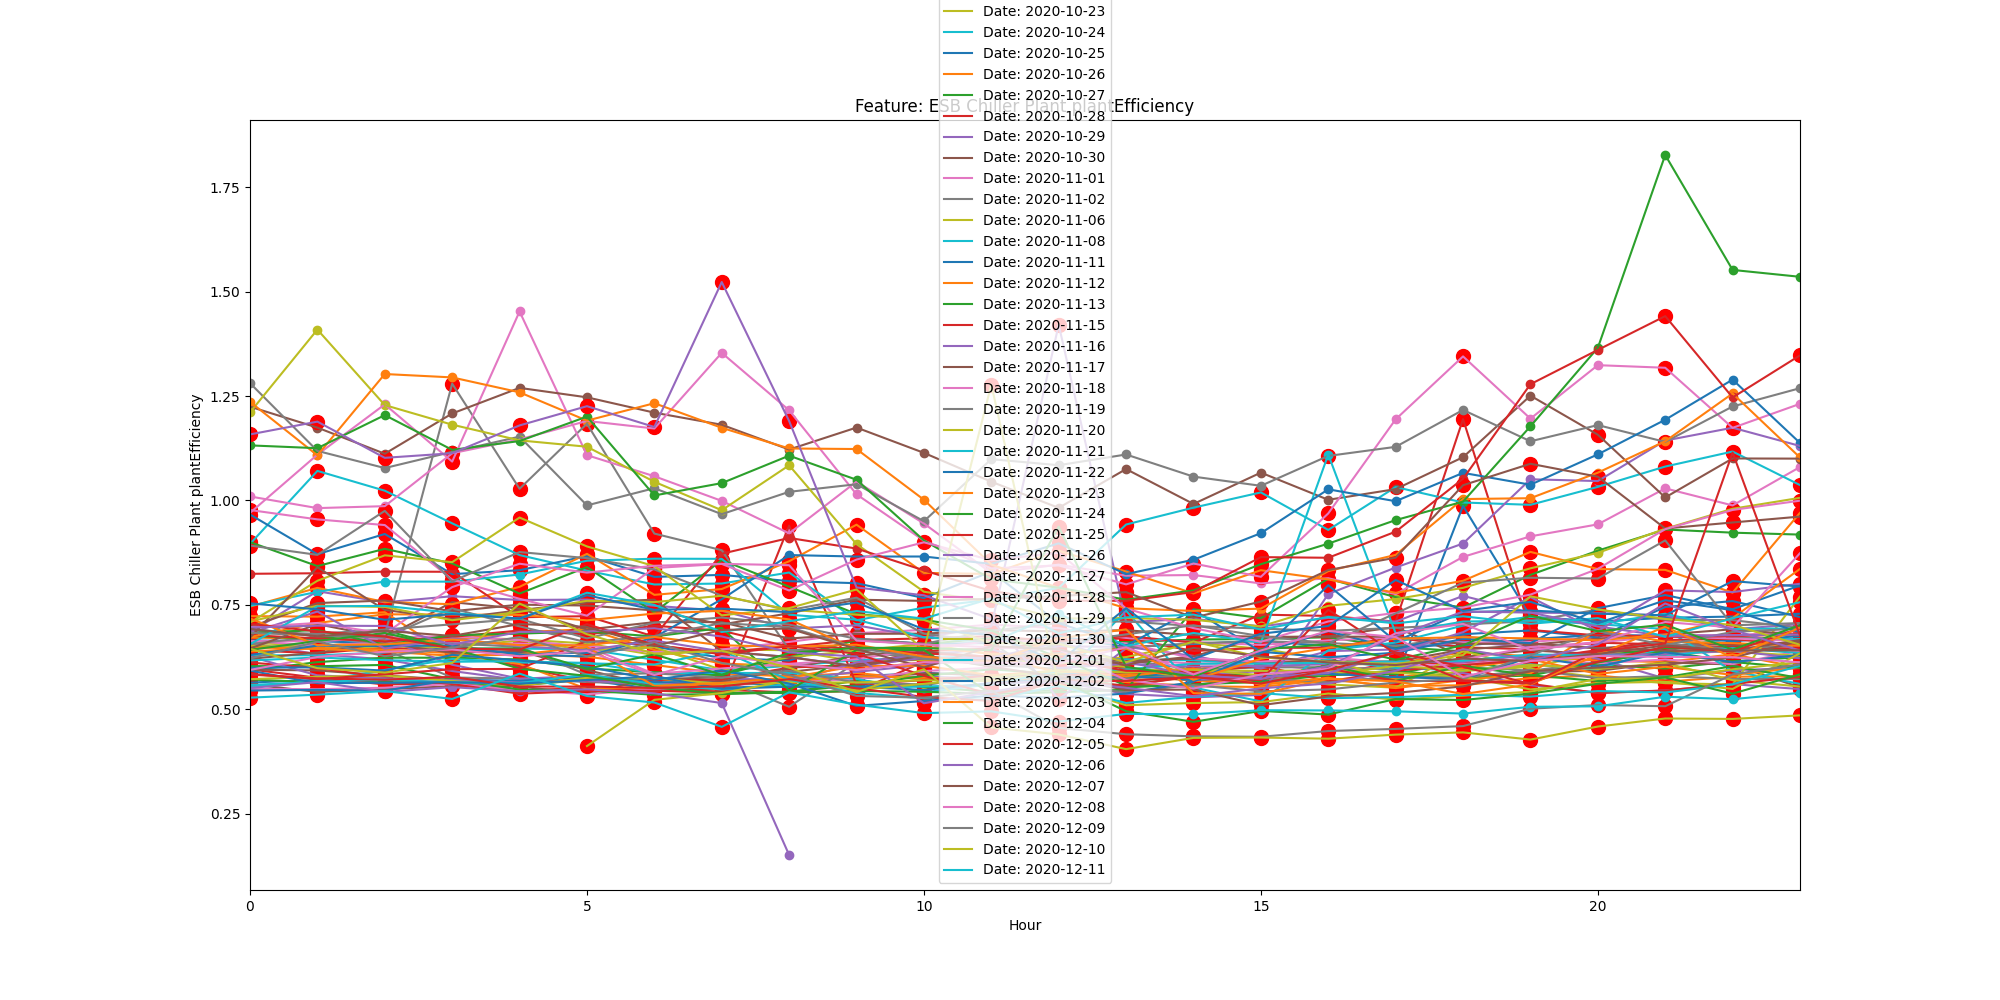 Date: 2020-10-23
Date: 2020-10-24
Date: 2020-10-25
Date: 2020-10-26
Date: 2020-10-27
Feature: ESB Chiller Plant plantEfficiency
Date: 2020-10-28
Date: 2020-10-29
Date: 2020-10-30
Date: 2020-11-01
Date: 2020-11-02
Date: 2020-11-06
Date: 2020-11-08
Date: 2020-11-11
Date: 2020-11-12
Date: 2020-11-13
Date: 2020-11-15
Date: 2020-11-16
Date: 2020-11-17
Date: 2020-11-18
Date: 2020-11-19
Date: 2020-11-20
Date: 2020-11-21
Date: 2020-11-22
Date: 2020-11-23
Date: 2020-11-24
Date: 2020-11-25
Date: 2020-11-26
Date: 2020-11-27
Date: 2020-11-28
Date: 2020-11-29
Date: 2020-11-30
Date: 2020-12-01
Date: 2020-12-02
Date: 2020-12-03
Date: 2020-12-04
Date: 2020-12-05
Date: 2020-12-06
Date: 2020-12-07
Date: 2020-12-08
Date: 2020-12-09
Date: 2020-12-10
Date: 2020-12-11
ESB Chiller Plant plantEfficiency
1.75
1.50
1.25
1.00
0.75
0.50
0.25
0 5 10 15 20
Hour